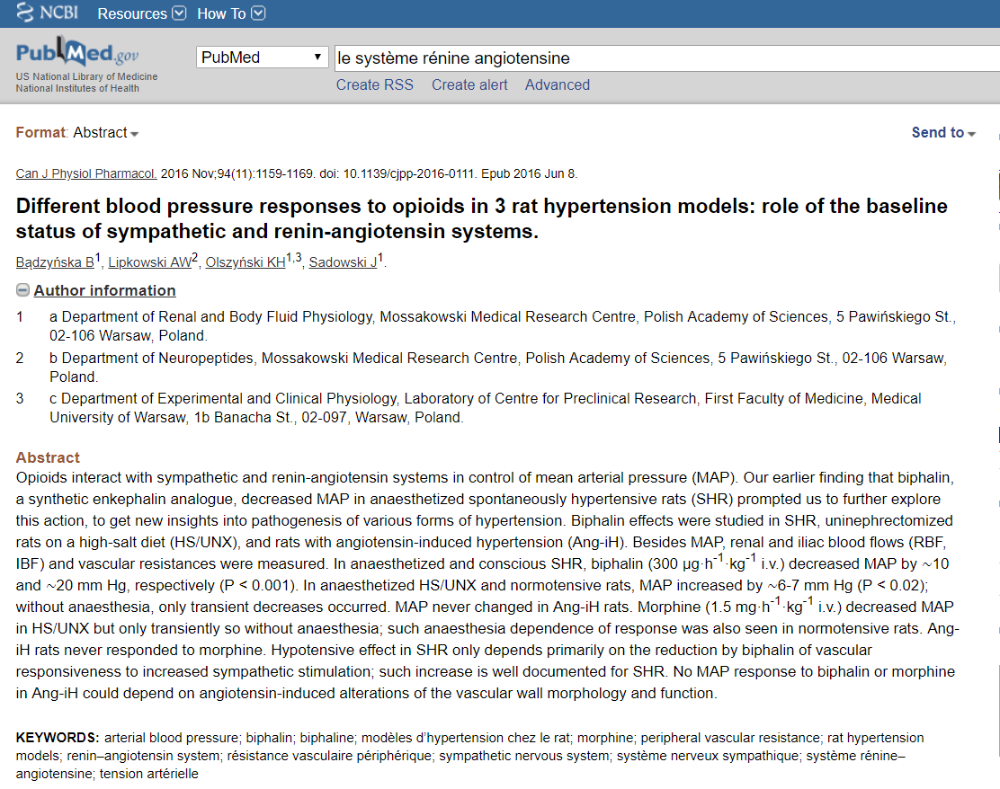 NCBI Resources How To
PubMed.gov
US National Library of Medicine
National Institutes of Health
PubMed
le système rénine angiotensine
Create RSS Create alert Advanced
Format: Abstract
Send to
Can J Physiol Pharmacol. 2016 Nov;94(11):1159-1169. doi: 10.1139/cjpp-2016-0111. Epub 2016 Jun 8.
Different blood pressure responses to opioids in 3 rat hypertension models: role of the baseline
status of sympathetic and renin-angiotensin systems.
Bądzyńska B1, Lipkowski AW2, Olszyński KH1,3, Sadowski J1.
Author information
1 a Department of Renal and Body Fluid Physiology, Mossakowski Medical Research Centre, Polish Academy of Sciences, 5 Pawińskiego St.,
02-106 Warsaw, Poland.
2 b Department of Neuropeptides, Mossakowski Medical Research Centre, Polish Academy of Sciences, 5 Pawińskiego St., 02-106 Warsaw,
Poland.
3 c Department of Experimental and Clinical Physiology, Laboratory of Centre for Preclinical Research, First Faculty of Medicine, Medical
University of Warsaw, 1b Banacha St., 02-097, Warsaw, Poland.
Abstract
Opioids interact with sympathetic and renin-angiotensin systems in control of mean arterial pressure (MAP). Our earlier finding that biphalin,
a synthetic enkephalin analogue, decreased MAP in anaesthetized spontaneously hypertensive rats (SHR) prompted us to further explore
this action, to get new insights into pathogenesis of various forms of hypertension. Biphalin effects were studied in SHR, uninephrectomized
rats on a high-salt diet (HS/UNX), and rats with angiotensin-induced hypertension (Ang-iH). Besides MAP, renal and iliac blood flows (RBF,
IBF) and vascular resistances were measured. In anaesthetized and conscious SHR, biphalin (300 μg·h-1·kg-1 i.v.) decreased MAP by ~10
and ~20 mm Hg, respectively (P < 0.001). In anaesthetized HS/UNX and normotensive rats, MAP increased by ~6-7 mm Hg (P < 0.02);
without anaesthesia, only transient decreases occurred. MAP never changed in Ang-iH rats. Morphine (1.5 mg·h-1·kg-1 i.v.) decreased MAP
in HS/UNX but only transiently so without anaesthesia; such anaesthesia dependence of response was also seen in normotensive rats. Ang-
iH rats never responded to morphine. Hypotensive effect in SHR only depends primarily on the reduction by biphalin of vascular
responsiveness to increased sympathetic stimulation; such increase is well documented for SHR. No MAP response to biphalin or morphine
in Ang-iH could depend on angiotensin-induced alterations of the vascular wall morphology and function.
KEYWORDS: arterial blood pressure; biphalin; biphaline; modèles d'hypertension chez le rat; morphine; peripheral vascular resistance; rat hypertension
models; renin–angiotensin system; résistance vasculaire périphérique; sympathetic nervous system; système nerveux sympathique; système rénine–
angiotensine; tension artérielle